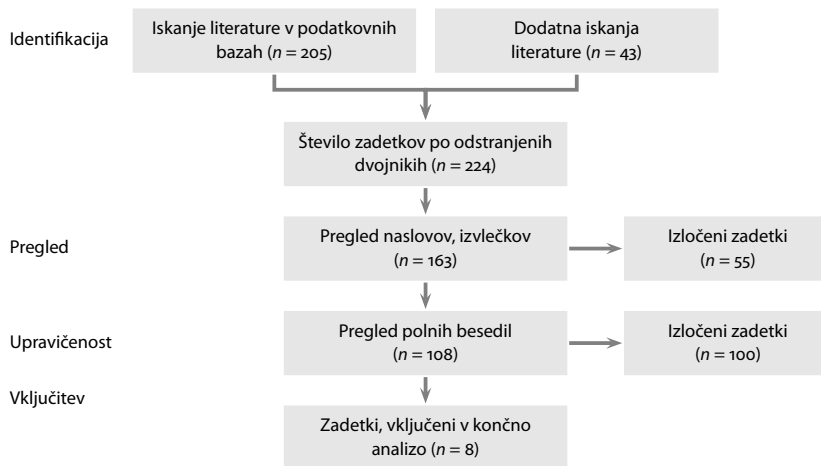 Identifikacija
Iskanje literature v podatkovnih
bazah (n = 205)
Dodatna iskanja
literature (n = 43)
Število zadetkov po odstranjenih
dvojnikih (n = 224)
Pregled
Pregled naslovov, izvlečkov
(n = 163)
Izločeni zadetki
(n = 55)
Upravičenost
Pregled polnih besedil
(n = 108)
Izločeni zadetki
(n = 100)
Vključitev
Zadetki, vključeni v končno
analizo (n = 8)